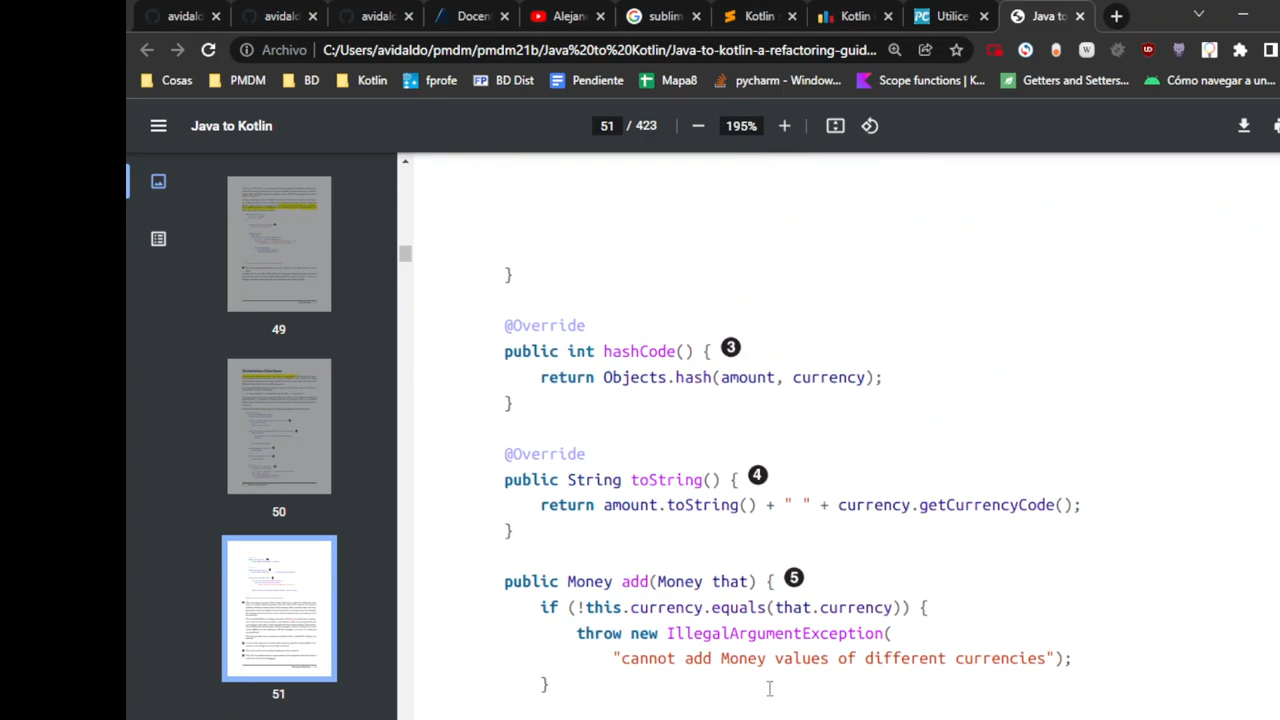 avidald
avidald
avidald
Docent
Alejan
sublim
Kotlin
Kotlin
Utilice
Java to
Archivo
C:/Users/avidaldo/pmdm/pmdm21b/Java%20to%20Kotlin/Java-to-kotlin-a-refactoring-guid...
Cosas
PMDM
BD
Kotlin
fprofe
BD Dist
Pendiente
Mapa8
pycharm - Window...
Scope functions | K...
Getters and Setters...
Cómo navegar a un...
Java to Kotlin
51 / 423
195%
49
50
51
}
@Override
public int hashCode() { 3
return Objects.hash(amount, currency);
}
@Override
public String toString() { 4
return amount.toString() + " " + currency.getCurrencyCode();
}
public Money add(Money that) { 5
if (!this.currency.equals(that.currency)) {
throw new IllegalArgumentException(
"cannot add Money values of different currencies");
}